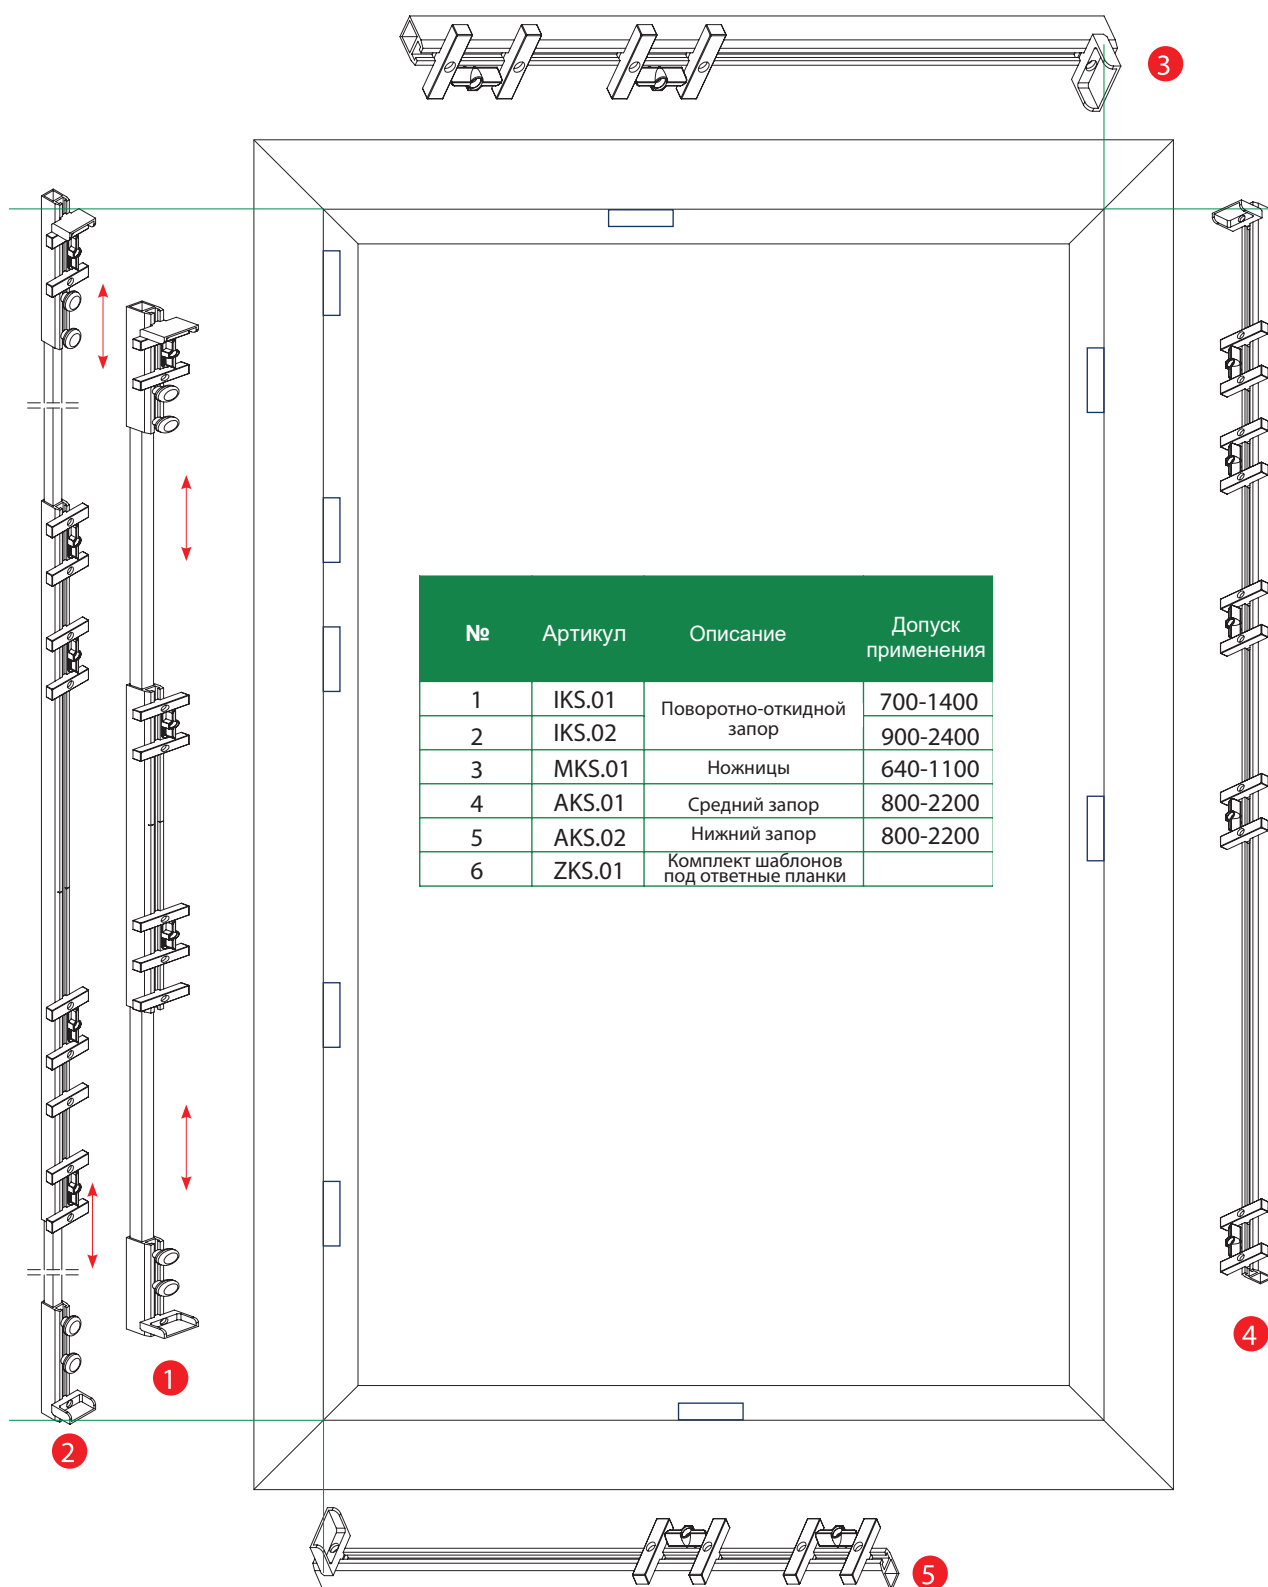 3
№ Артикул Описание Допуск применения
1 IKS.01 Поворотно-откидной запор 700-1400
2 IKS.02 900-2400
3 MKS.01 Ножницы 640-1100
4 AKS.01 Средний запор 800-2200
5 AKS.02 Нижний запор 800-2200
6 ZKS.01 Комплект шаблонов под ответные планки
4
1
2
5